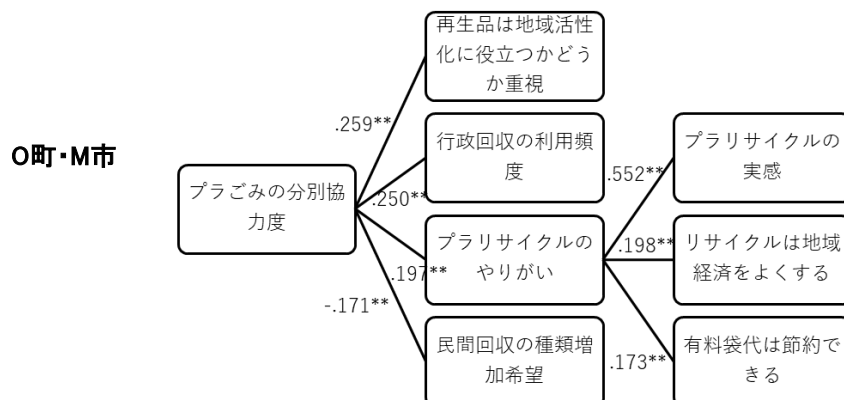 再生品は地域活性
化に役立つかどう
か重視
.259**
O町・M市
行政回収の利用頻
度
プラリサイクルの
実感
.552**
プラごみの分別協
力度
.250**
プラリサイクルの
やりがい
.198**
リサイクルは地域
経済をよくする
.197**
-.171**
民間回収の種類増
加希望
.173**
有料袋代は節約で
きる